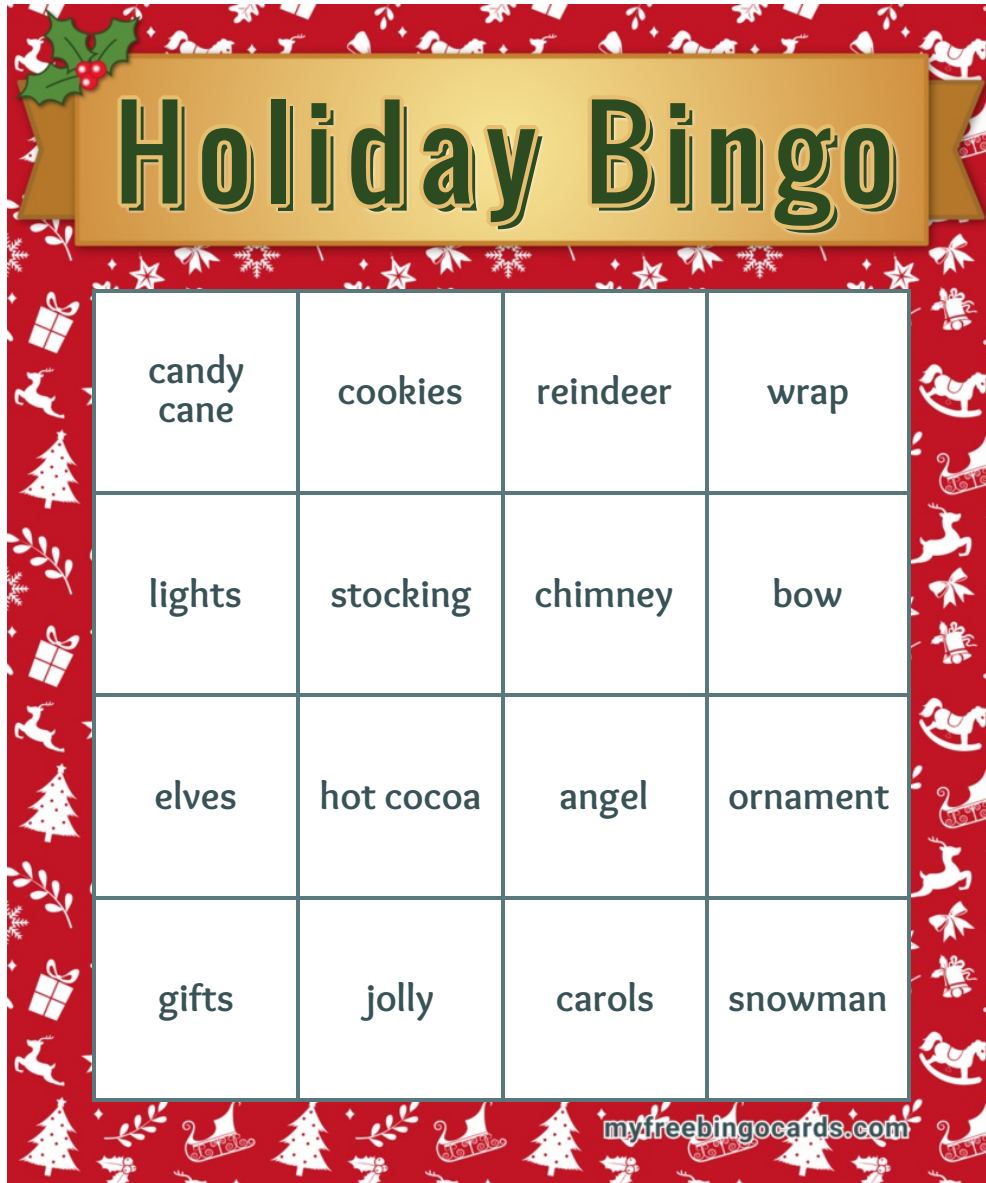 Holiday Bingo
candy
cane
cookies
reindeer
wrap
lights
stocking
chimney
bow
elves
hot cocoa
angel
ornament
gifts
jolly
carols
snowman
myfreebingocards.com